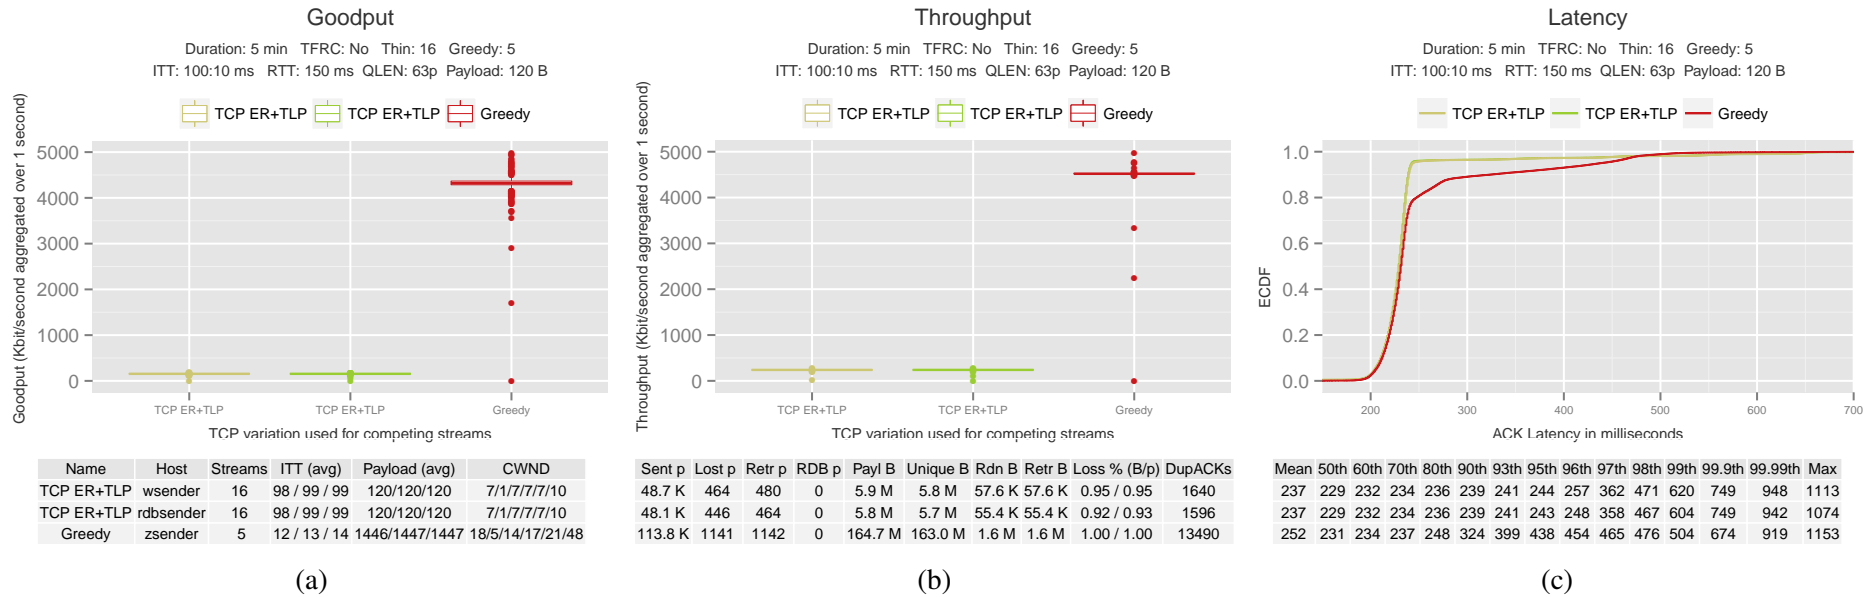 Goodput
Duration: 5 min TFRC: No Thin: 16 Greedy: 5
ITT: 100:10 ms RTT: 150 ms QLEN: 63p Payload: 120 B
TCP ER+TLP TCP ER+TLP Greedy
Goodput (Kbit/second aggregated over 1 second)
5000
4000
3000
2000
1000
0
TCP ER+TLP TCP ER+TLP Greedy
TCP variation used for competing streams
Name Host Streams ITT (avg) Payload (avg) CWND
TCP ER+TLP wsender 16 98 / 99 / 99 120/120/120 7/1/7/7/7/10
TCP ER+TLP rdbsender 16 98 / 99 / 99 120/120/120 7/1/7/7/7/10
Greedy zsender 5 12 / 13 / 14 1446/1447/1447 18/5/14/17/21/48
(a)
Throughput
Duration: 5 min TFRC: No Thin: 16 Greedy: 5
ITT: 100:10 ms RTT: 150 ms QLEN: 63p Payload: 120 B
TCP ER+TLP TCP ER+TLP Greedy
Throughput (Kbit/second aggregated over 1 second)
5000
4000
3000
2000
1000
0
TCP ER+TLP TCP ER+TLP Greedy
TCP variation used for competing streams
Sent p Lost p Retr p RDB p Payl B Unique B Rdn B Retr B Loss % (B/p) DupACKs
48.7 K 464 480 0 5.9 M 5.8 M 57.6 K 57.6 K 0.95 / 0.95 1640
48.1 K 446 464 0 5.8 M 5.7 M 55.4 K 55.4 K 0.92 / 0.93 1596
113.8 K 1141 1142 0 164.7 M 163.0 M 1.6 M 1.6 M 1.00 / 1.00 13490
(b)
Latency
Duration: 5 min TFRC: No Thin: 16 Greedy: 5
ITT: 100:10 ms RTT: 150 ms QLEN: 63p Payload: 120 B
TCP ER+TLP TCP ER+TLP Greedy
ECDF
1.0
0.8
0.6
0.4
0.2
0.0
200 300 400 500 600 700
ACK Latency in milliseconds
Mean 50th 60th 70th 80th 90th 93th 95th 96th 97th 98th 99th 99.9th 99.99th Max
237 229 232 234 236 239 241 244 257 362 471 620 749 948 1113
237 229 232 234 236 239 241 243 248 358 467 604 749 942 1074
252 231 234 237 248 324 399 438 454 465 476 504 674 919 1153
(c)